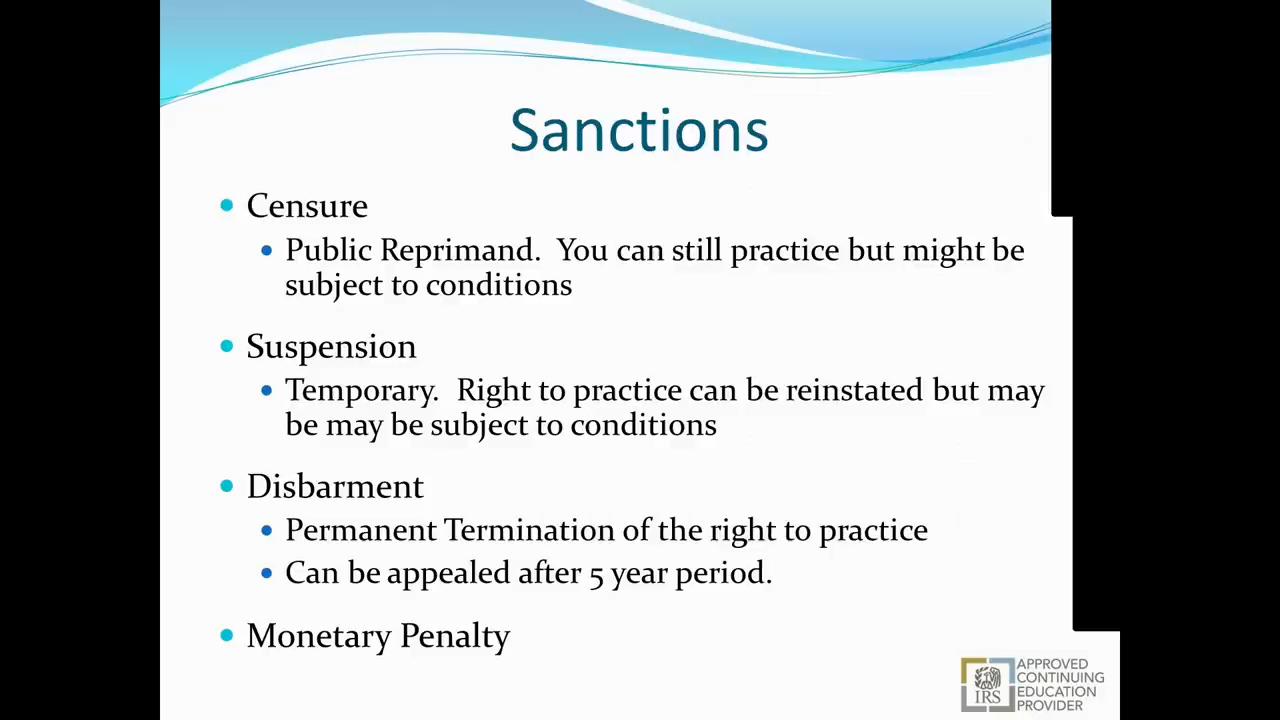 Sanctions
Censure
Public Reprimand.  You can still practice but might be
subject to conditions
Suspension
Temporary.  Right to practice can be reinstated but may
be may be subject to conditions
Disbarment
Permanent Termination of the right to practice
Can be appealed after 5 year period.
Monetary Penalty
IRS
APPROVED
CONTINUING
EDUCATION
PROVIDER